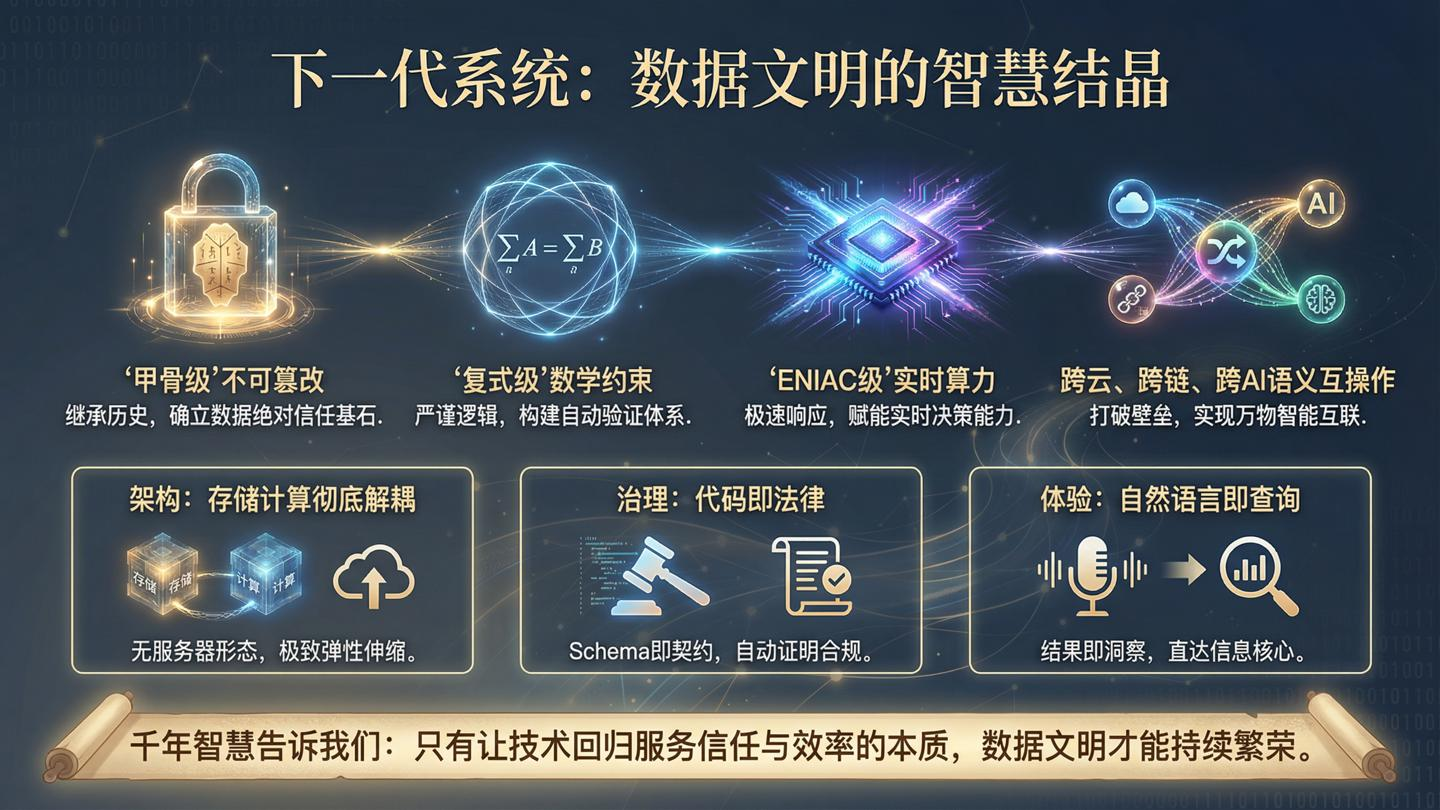 下一代系统：数据文明的智慧结晶
∑A = ∑B
n n
AI
‘甲骨级’不可篡改
继承历史，确立数据绝对信任基石.
‘复式级’数学约束
严谨逻辑，构建自动验证体系.
‘ENIAC级’实时算力
极速响应，赋能实时决策能力.
跨云、跨链、跨AI语义互操作
打破壁垒，实现万物智能互联.
架构：存储计算彻底解耦
存储 存储 计算 计算
无服务器形态，极致弹性伸缩。
治理：代码即法律
Schema即契约，自动证明合规。
体验：自然语言即查询
结果即洞察，直达信息核心。
千年智慧告诉我们：只有让技术回归服务信任与效率的本质，数据文明才能持续繁荣。